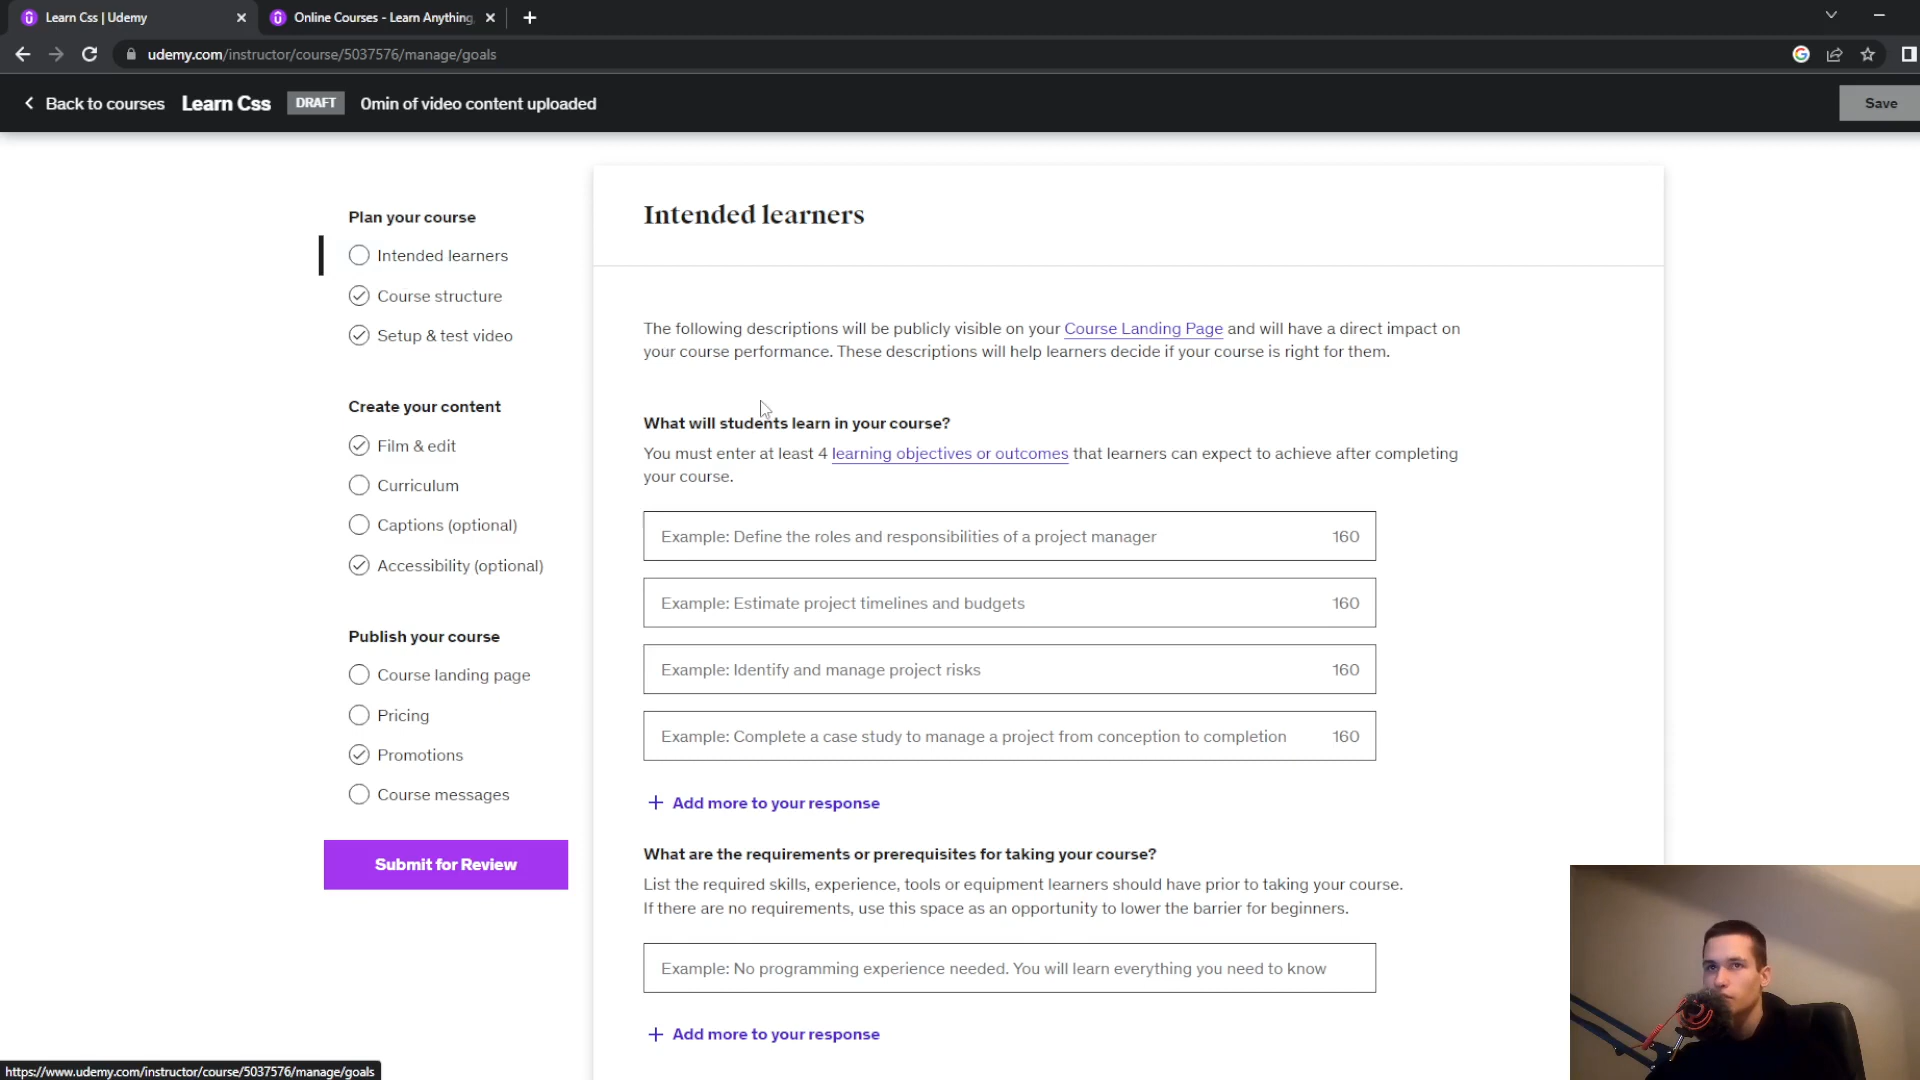 Learn Css | Udemy
Online Courses - Learn Anything,
udemy.com/instructor/course/5037576/manage/goals
Back to courses Learn Css DRAFT 0min of video content uploaded Save
Plan your course
Intended learners
Course structure
Setup & test video
Create your content
Film & edit
Curriculum
Captions (optional)
Accessibility (optional)
Publish your course
Course landing page
Pricing
Promotions
Course messages
Submit for Review
Intended learners
The following descriptions will be publicly visible on your Course Landing Page and will have a direct impact on
your course performance. These descriptions will help learners decide if your course is right for them.
What will students learn in your course?
You must enter at least 4 learning objectives or outcomes that learners can expect to achieve after completing
your course.
Example: Define the roles and responsibilities of a project manager 160
Example: Estimate project timelines and budgets 160
Example: Identify and manage project risks 160
Example: Complete a case study to manage a project from conception to completion 160
+ Add more to your response
What are the requirements or prerequisites for taking your course?
List the required skills, experience, tools or equipment learners should have prior to taking your course.
If there are no requirements, use this space as an opportunity to lower the barrier for beginners.
Example: No programming experience needed. You will learn everything you need to know
+ Add more to your response
https://www.udemy.com/instructor/course/5037576/manage/goals